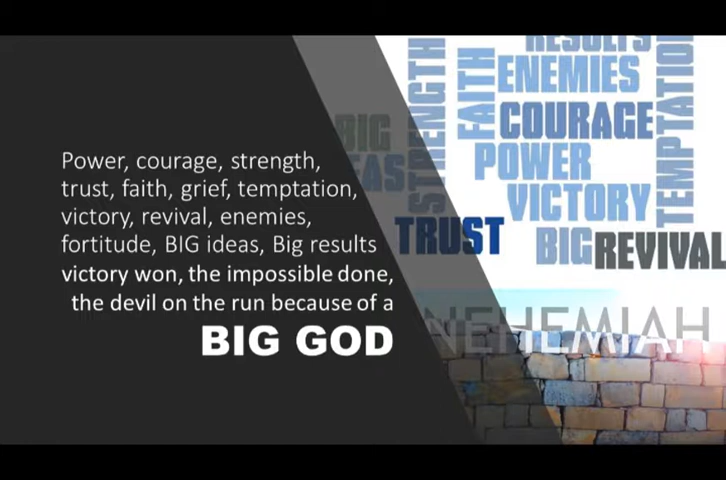 Power, courage, strength,
trust, faith, grief, temptation,
victory, revival, enemies,
fortitude, BIG ideas, Big results
victory won, the impossible done,
the devil on the run because of a
BIG GOD
RESULTS
ENEMIES
COURAGE
POWER
VICTORY
BIG
REVIVAL
TRUST
FAITH
STRENGTH
TEMPTATION
BIG
NEHEMIAH